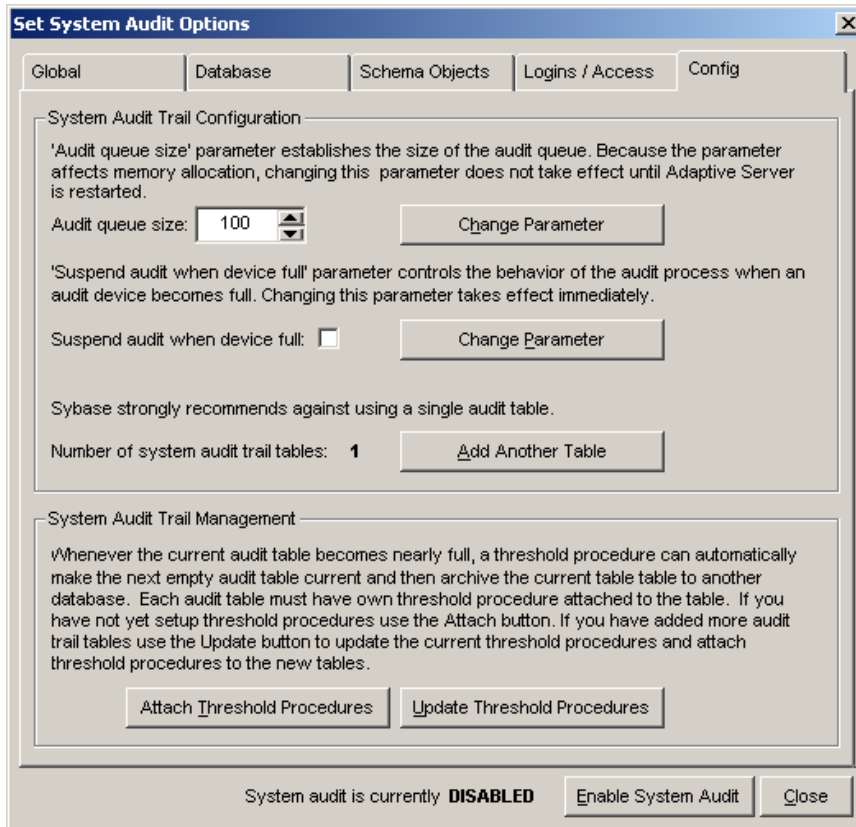 Set System Audit Options
Global
Database
Schema Objects
Logins / Access
Config
System Audit Trail Configuration
'Audit queue size' parameter establishes the size of the audit queue. Because the parameter
affects memory allocation, changing this parameter does not take effect until Adaptive Server
is restarted.
Audit queue size: 100 Change Parameter
'Suspend audit when device full' parameter controls the behavior of the audit process when an
audit device becomes full. Changing this parameter takes effect immediately.
Suspend audit when device full: Change Parameter
Sybase strongly recommends against using a single audit table.
Number of system audit trail tables: 1 Add Another Table
System Audit Trail Management
Whenever the current audit table becomes nearly full, a threshold procedure can automatically
make the next empty audit table current and then archive the current table table to another
database. Each audit table must have own threshold procedure attached to the table. If you
have not yet setup threshold procedures use the Attach button. If you have added more audit
trail tables use the Update button to update the current threshold procedures and attach
threshold procedures to the new tables.
Attach Threshold Procedures Update Threshold Procedures
System audit is currently DISABLED Enable System Audit Close